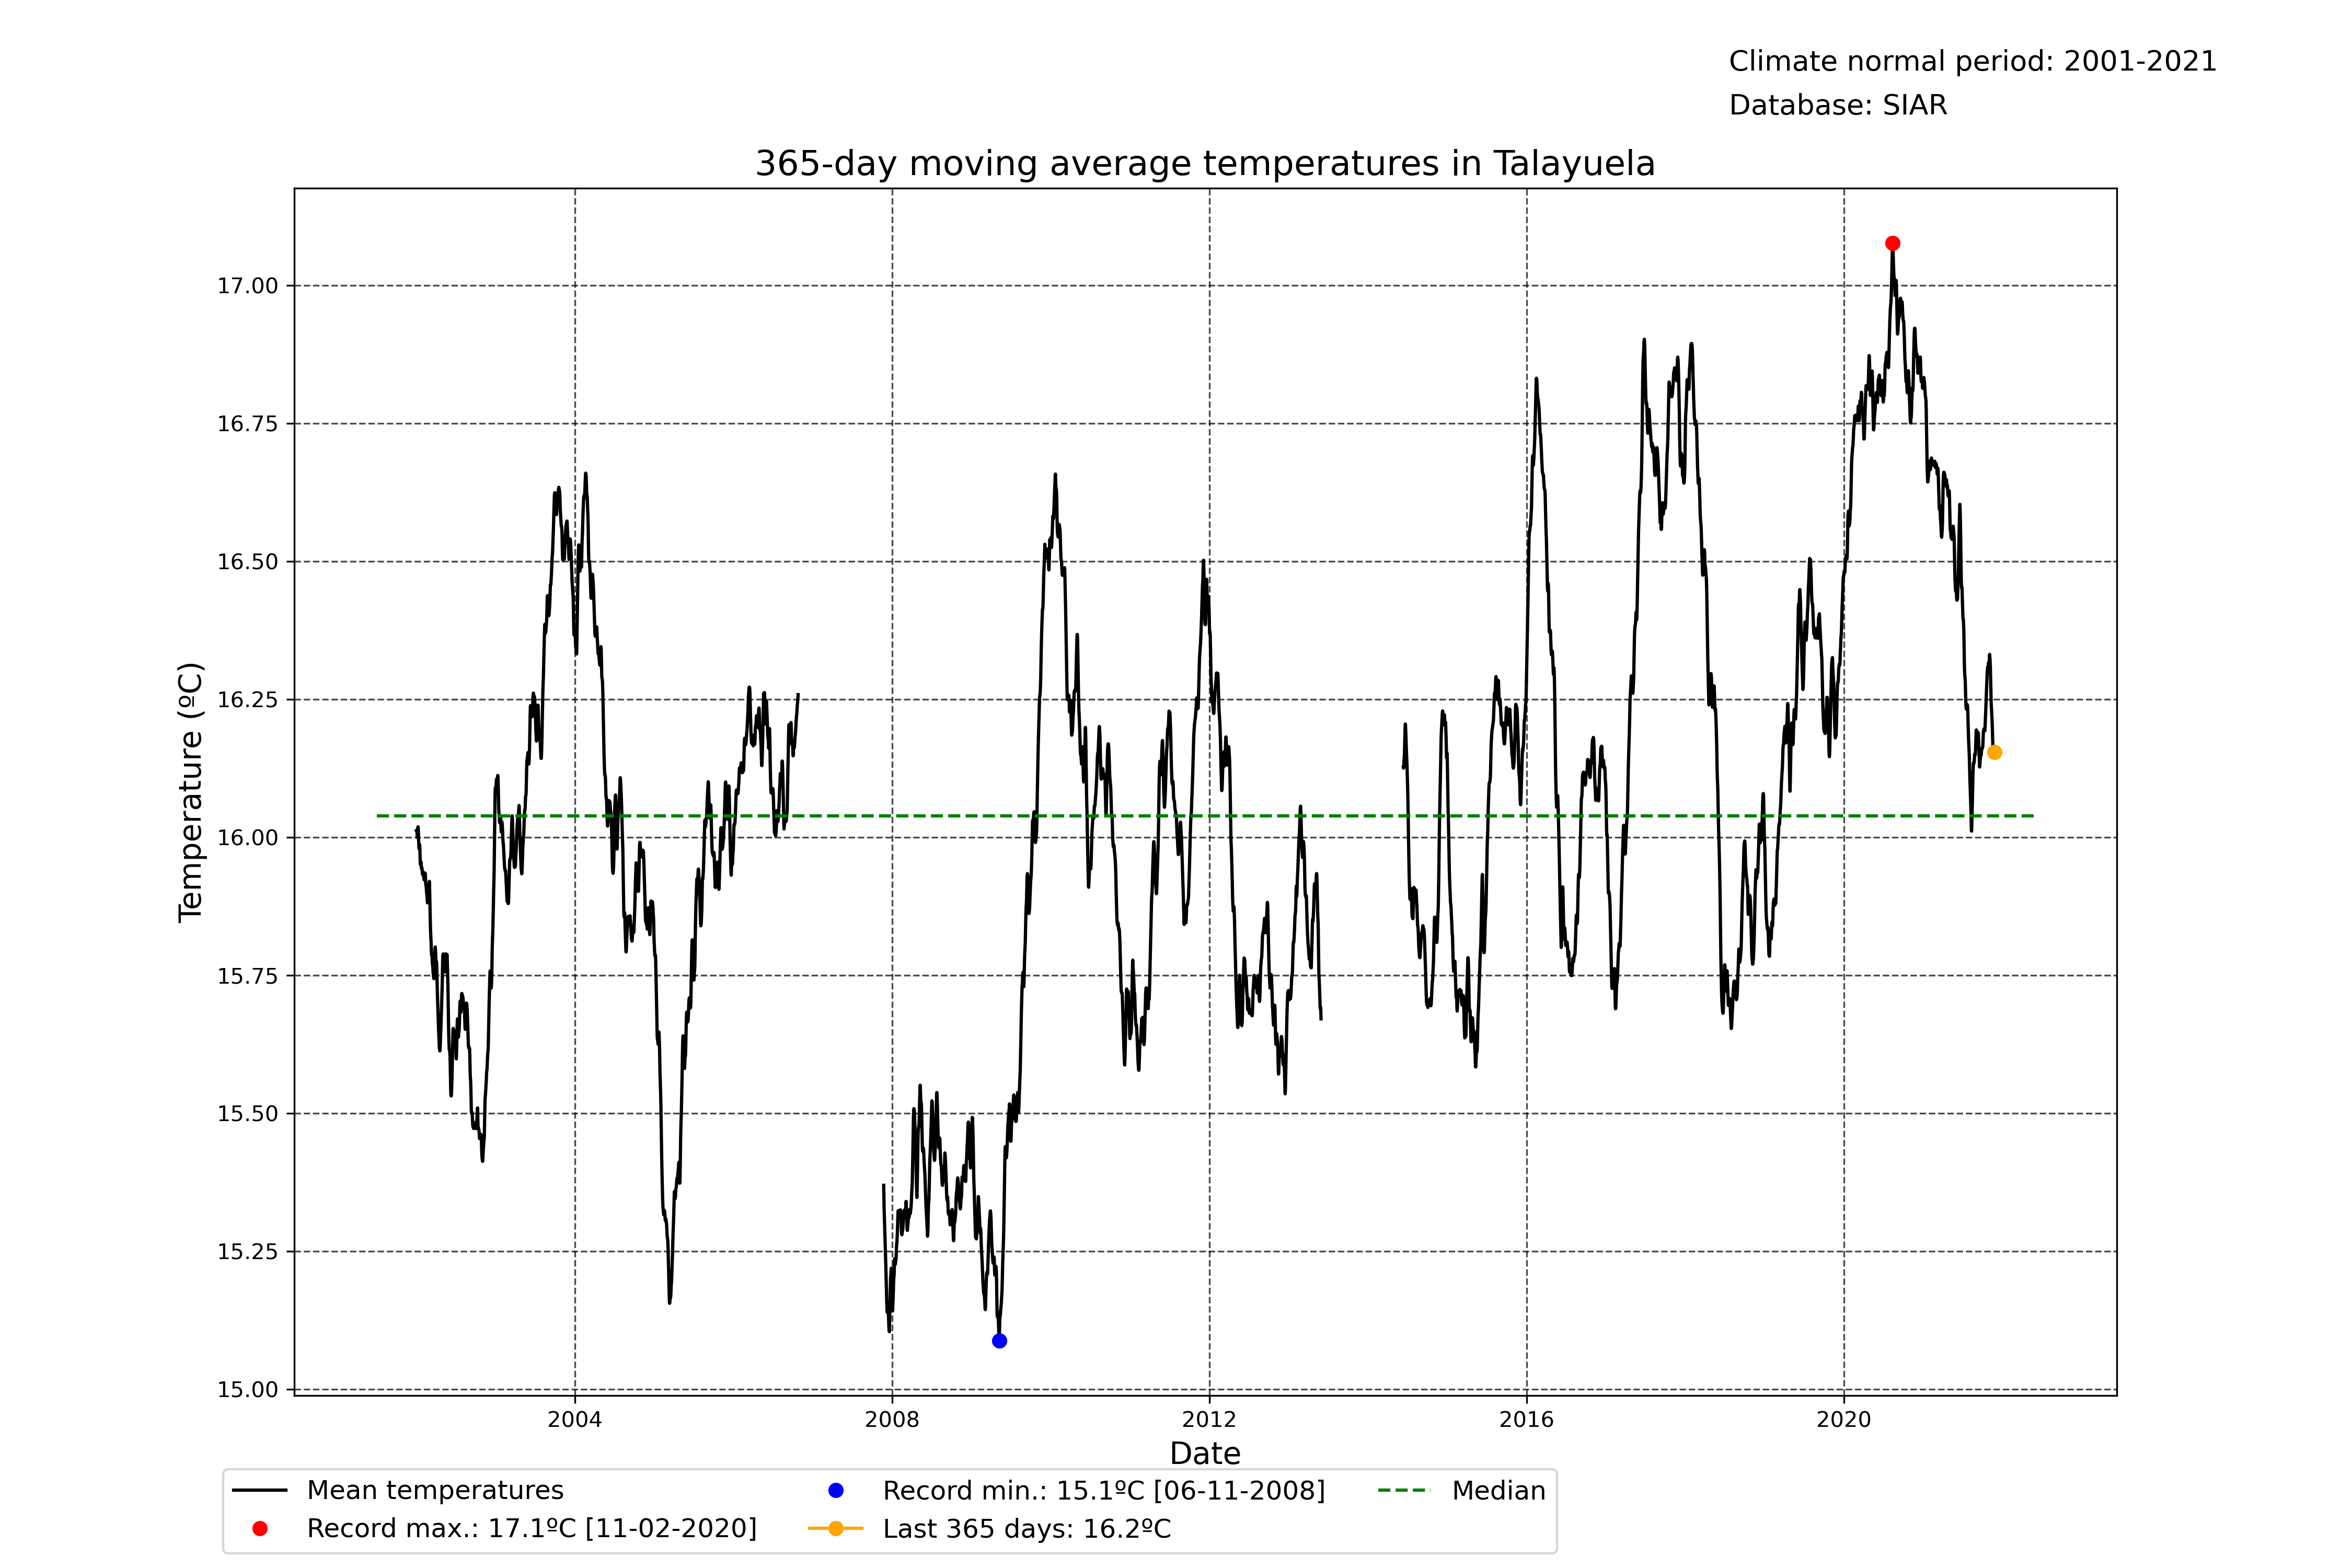 Climate normal period: 2001-2021
Database: SIAR
365-day moving average temperatures in Talayuela
17.00
16.75
16.50
16.25
16.00
15.75
15.50
15.25
15.00
Temperature (ºC)
2004 2008 2012 2016 2020
Date
Mean temperatures
Record max.: 17.1ºC [11-02-2020]
Record min.: 15.1ºC [06-11-2008]
Last 365 days: 16.2ºC
Median